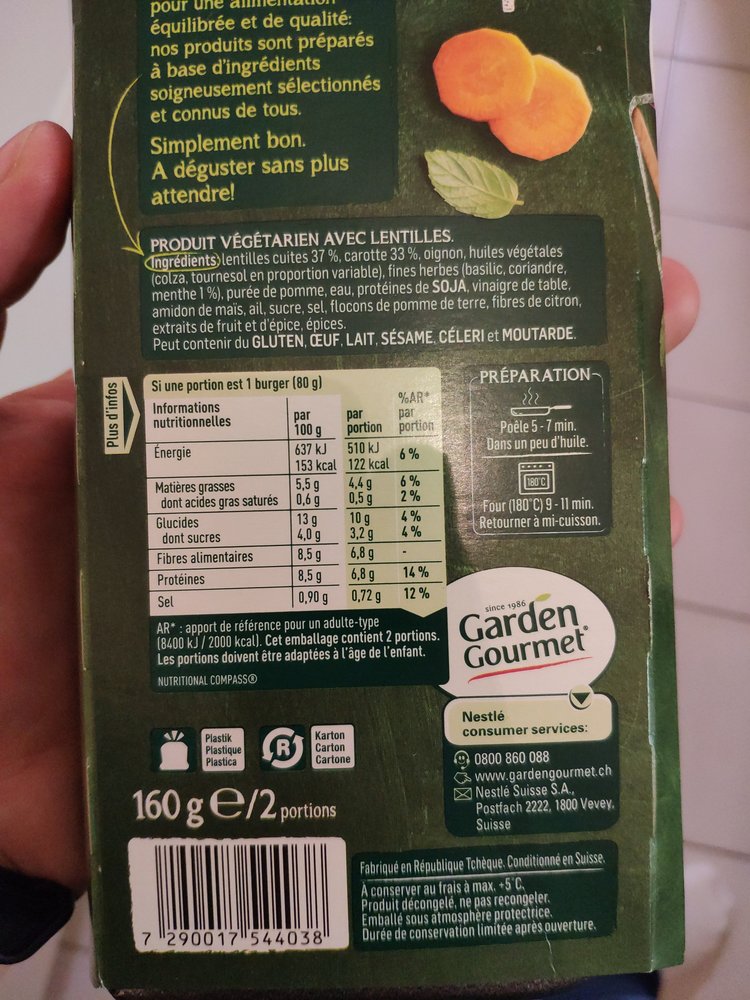 pour une alimentation
équilibrée et de qualité:
nos produits sont préparés
à base d'ingrédients
soigneusement sélectionnés
et connus de tous.
Simplement bon.
A déguster sans plus
attendre!
PRODUIT VÉGÉTARIEN AVEC LENTILLES.
Ingrédients: lentilles cuites 37 %, carotte 33 %, oignon, huiles végétales
(colza, tournesol en proportion variable), fines herbes (basilic, coriandre,
menthe 1 %), purée de pomme, eau, protéines de SOJA, vinaigre de table,
amidon de maïs, ail, sucre, sel, flocons de pomme de terre, fibres de citron,
extraits de fruit et d'épice, épices.
Peut contenir du GLUTEN, ŒUF, LAIT, SÉSAME, CÉLERI et MOUTARDE.
Plus d'infos
Si une portion est 1 burger (80 g)
Informations nutritionnelles par 100 g par portion %AR* par portion
Énergie 637 kJ 510 kJ 6 %
153 kcal 122 kcal
Matières grasses 5,5 g 4,4 g 6 %
dont acides gras saturés 0,6 g 0,5 g 2 %
Glucides 13 g 10 g 4 %
dont sucres 4,0 g 3,2 g 4 %
Fibres alimentaires 8,5 g 6,8 g -
Protéines 8,5 g 6,8 g 14 %
Sel 0,90 g 0,72 g 12 %
AR* : apport de référence pour un adulte-type
(8400 kJ / 2000 kcal). Cet emballage contient 2 portions.
Les portions doivent être adaptées à l'âge de l'enfant.
NUTRITIONAL COMPASS®
PRÉPARATION
Poêle 5 - 7 min.
Dans un peu d'huile.
180°C
Four (180°C) 9 - 11 min.
Retourner à mi-cuisson.
since 1986
Garden
Gourmet®
Nestlé
consumer services:
0800 860 088
www.gardengourmet.ch
Nestlé Suisse S.A.,
Postfach 2222, 1800 Vevey,
Suisse
Plastik
Plastique
Plastica
R
Karton
Carton
Cartone
160 g e/2 portions
7 290017 544038
Fabriqué en République Tchèque. Conditionné en Suisse.
À conserver au frais à max. +5°C.
Produit décongelé, ne pas recongeler.
Emballé sous atmosphère protectrice.
Durée de conservation limitée après ouverture.